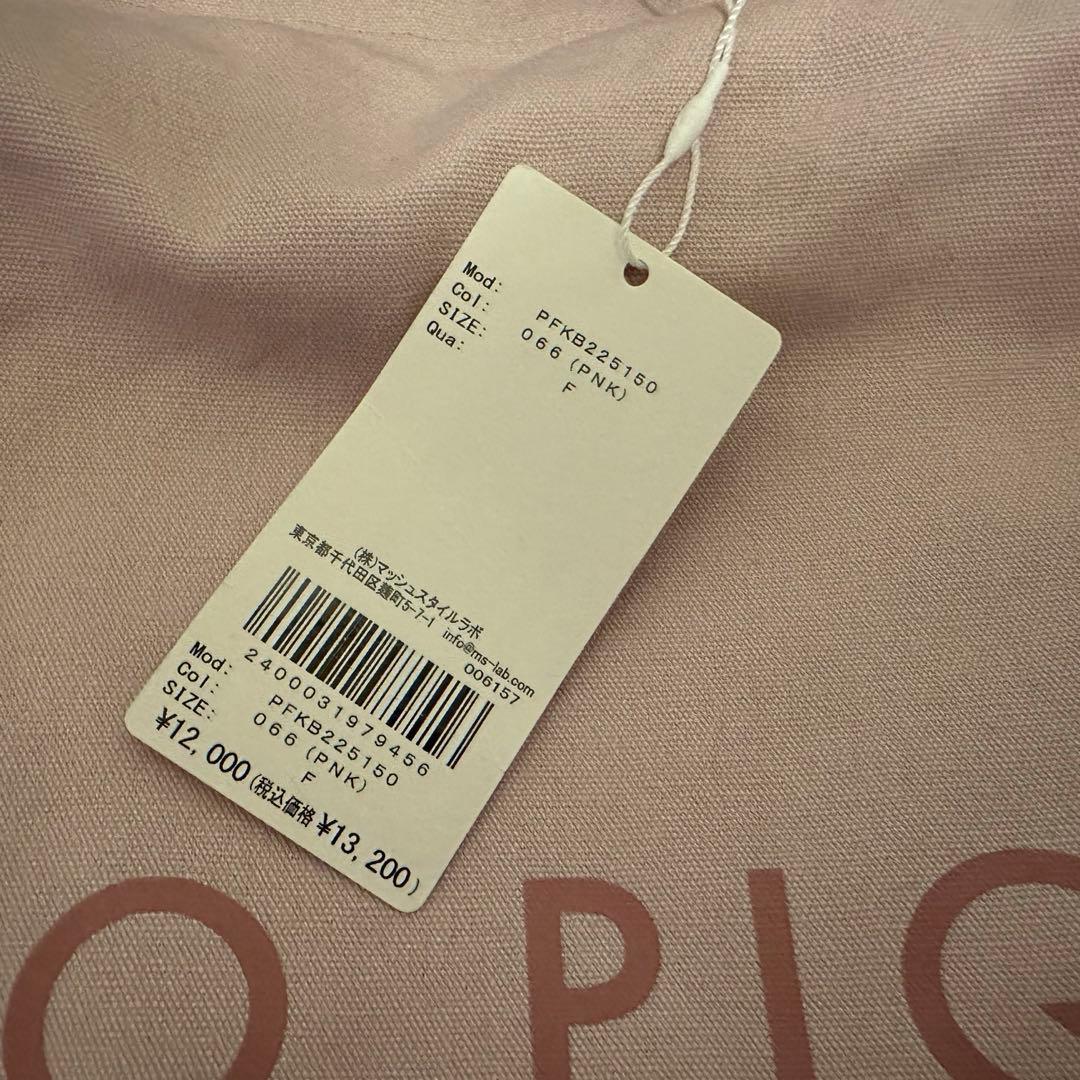 Mod: PFKB225150
Col: 066 (PNK)
SIZE: F
Qua:
(株)マッシュスタイルラボ
東京都千代田区麹町5-7-1 info@ms-lab.com
006157
2400031979456
Mod: PFKB225150
Col: 066 (PNK)
SIZE: F
¥12,000(税込価格 ¥13,200)
O PIG